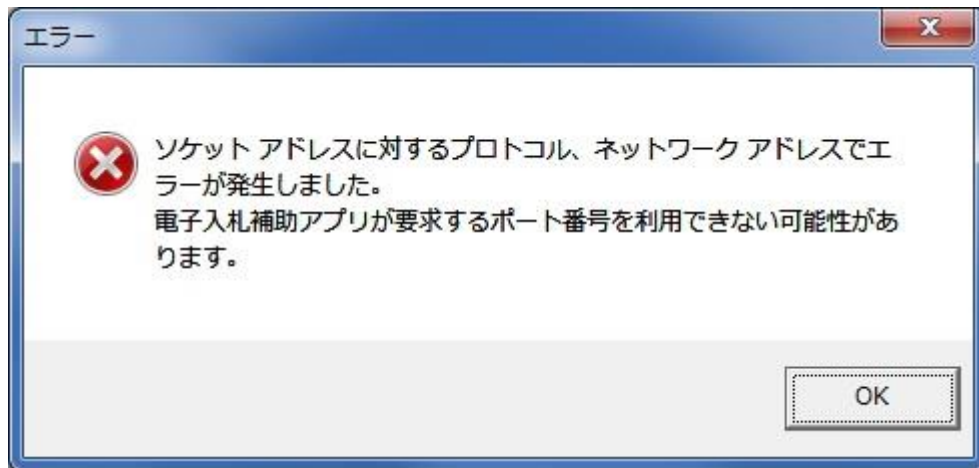 エラー
ソケット アドレスに対するプロトコル、ネットワーク アドレスでエ
ラーが発生しました。
電子入札補助アプリが要求するポート番号を利用できない可能性があ
ります。
OK